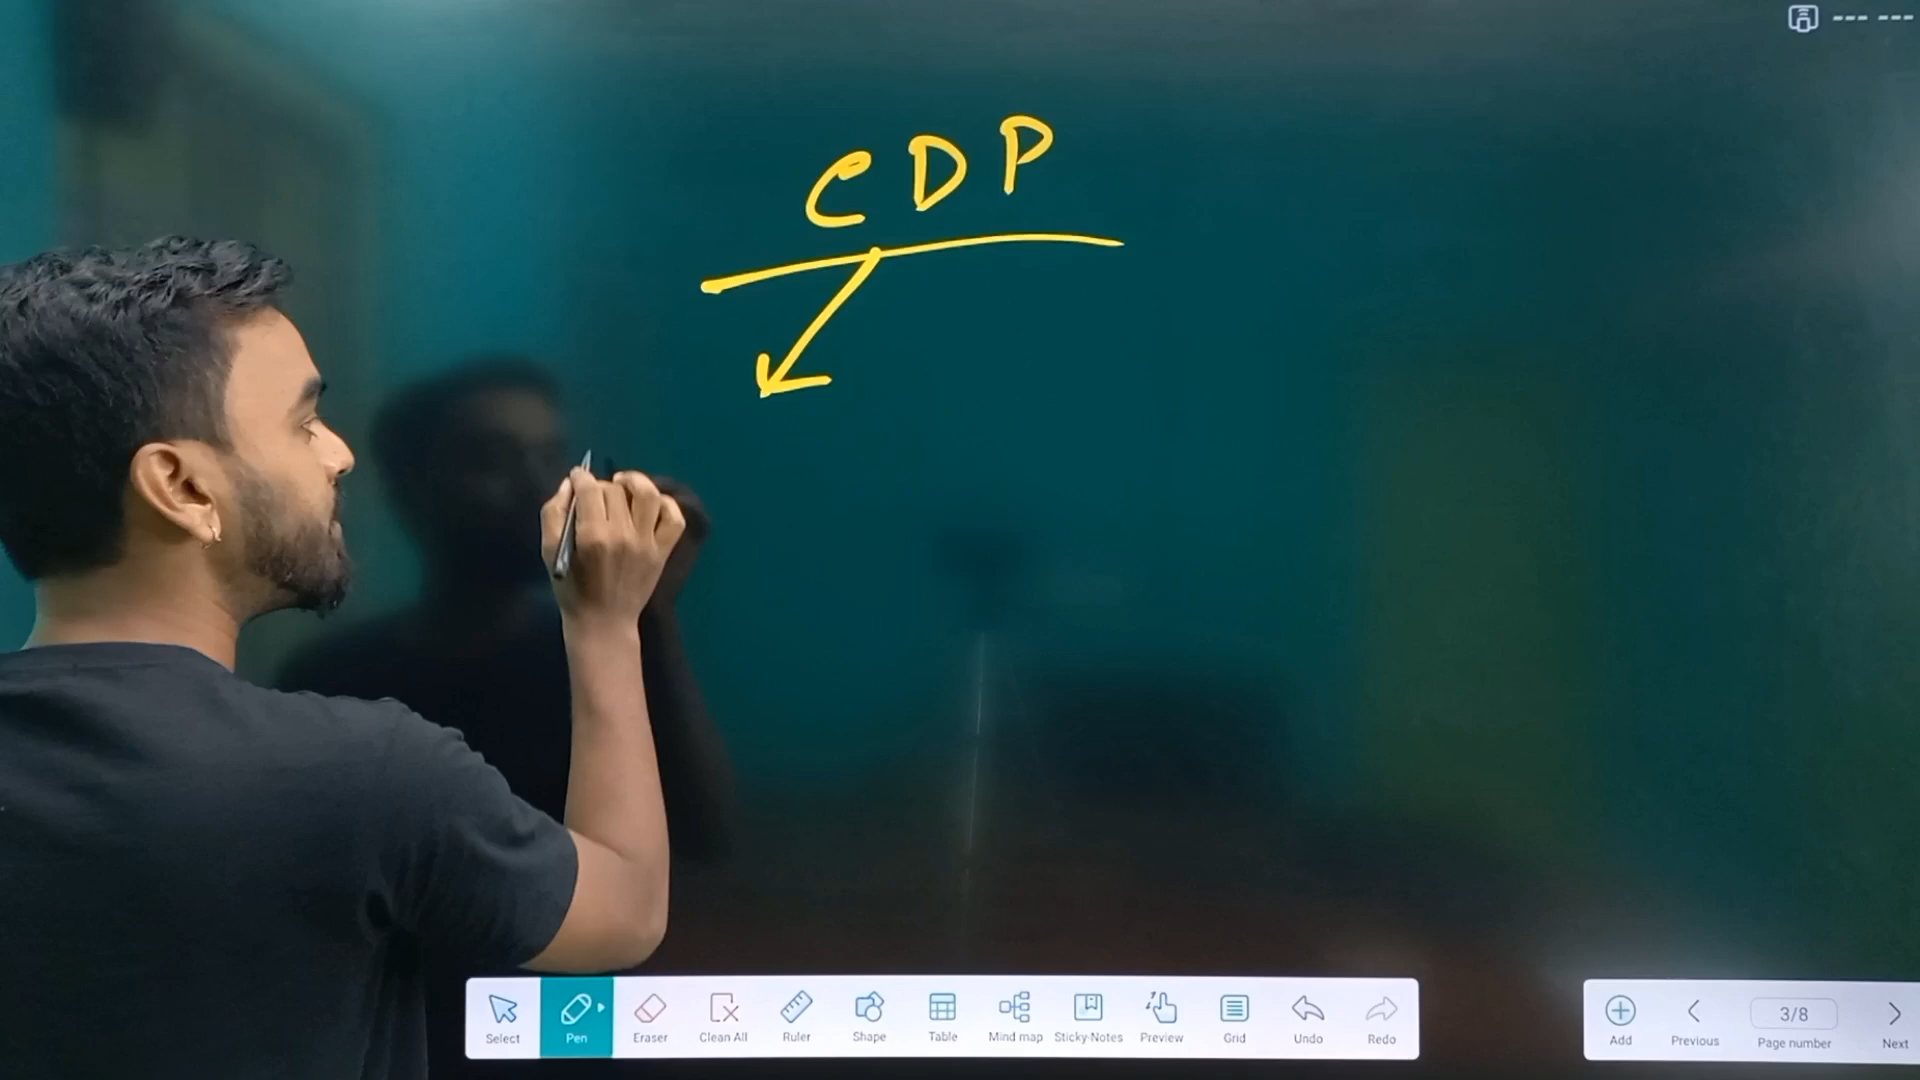 CDP
Select
Pen
Eraser
Clean All
Ruler
Shape
Table
Mind map
Sticky-Notes
Preview
Grid
Undo
Redo
Add
Previous
3/8
Page number
Next